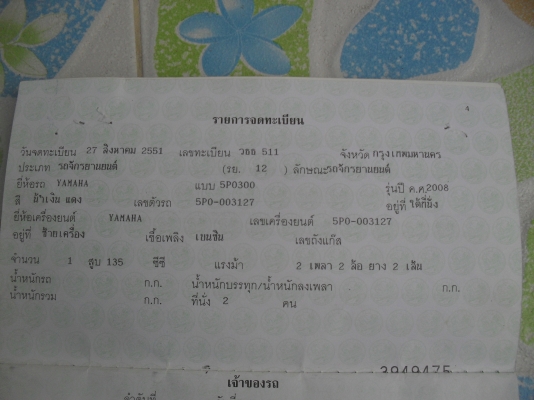 4
รายการจดทะเบียน
วันจดทะเบียน 27 สิงหาคม 2551 เลขทะเบียน วธธ 511 จังหวัด กรุงเทพมหานคร
ประเภท รถจักรยานยนต์ (รย. 12 ) ลักษณะรถจักรยานยนต์
ยี่ห้อรถ YAMAHA แบบ 5P0300 รุ่นปี ค.ศ.2008
สี น้ำเงิน แดง เลขตัวรถ 5P0-003127 อยู่ที่ ใต้ที่นั่ง
ยี่ห้อเครื่องยนต์ YAMAHA เลขเครื่องยนต์ 5P0-003127
อยู่ที่ ซ้ายเครื่อง เชื้อเพลิง เบนซิน เลขถังแก๊ส
จำนวน 1 สูบ 135 ซีซี แรงม้า 2 เพลา 2 ล้อ ยาง 2 เส้น
น้ำหนักรถ ก.ก. น้ำหนักบรรทุก/น้ำหนักลงเพลา ก.ก.
น้ำหนักรวม ก.ก. ที่นั่ง 2 คน
3949475
เจ้าของรถ
ลำดับที่